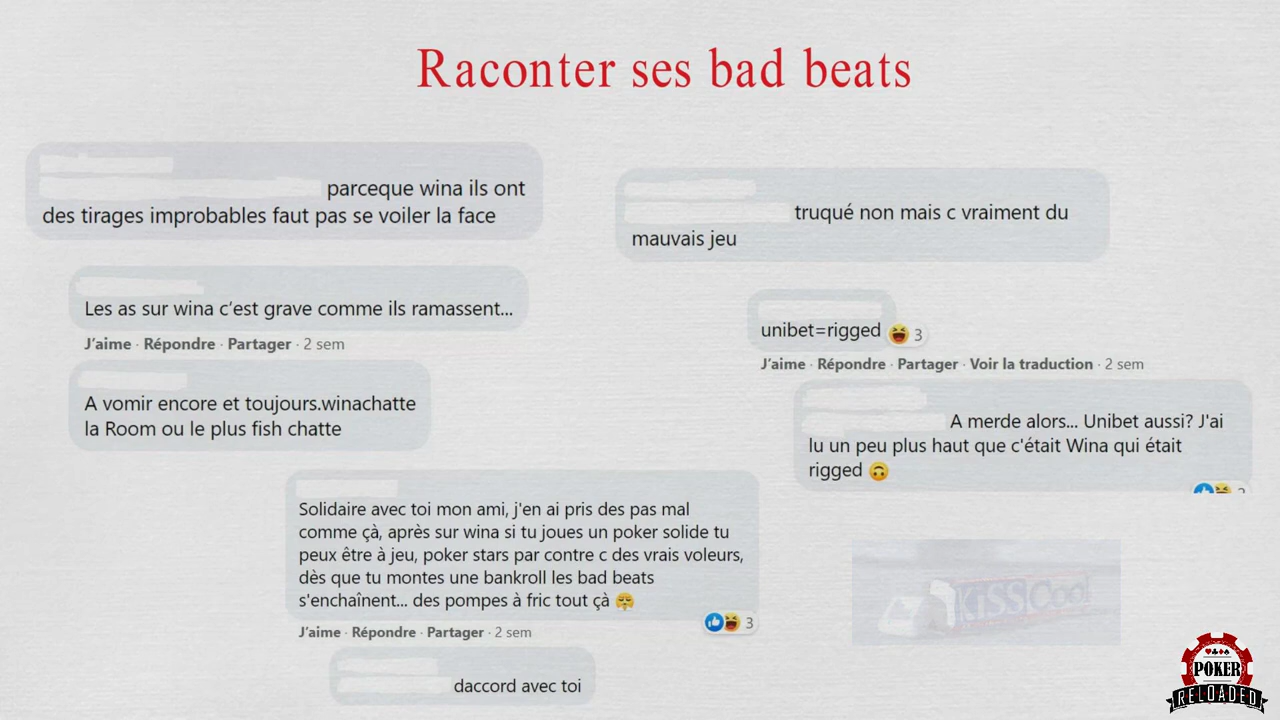 Raconter ses bad beats
parceque wina ils ont
des tirages improbables faut pas se voiler la face
truqué non mais c vraiment du
mauvais jeu
Les as sur wina c'est grave comme ils ramassent...
J'aime · Répondre · Partager · 2 sem
A vomir encore et toujours.winachatte
la Room ou le plus fish chatte
unibet=rigged 😆 3
J'aime · Répondre · Partager · Voir la traduction · 2 sem
A merde alors... Unibet aussi? J'ai
lu un peu plus haut que c'était Wina qui était
rigged 🙃
Solidaire avec toi mon ami, j'en ai pris des pas mal
comme çà, après sur wina si tu joues un poker solide tu
peux être à jeu, poker stars par contre c des vrais voleurs,
dès que tu montes une bankroll les bad beats
s'enchaînent... des pompes à fric tout çà 😤
3
J'aime · Répondre · Partager · 2 sem
daccord avec toi
KISS Cool
POKER
RELOADED